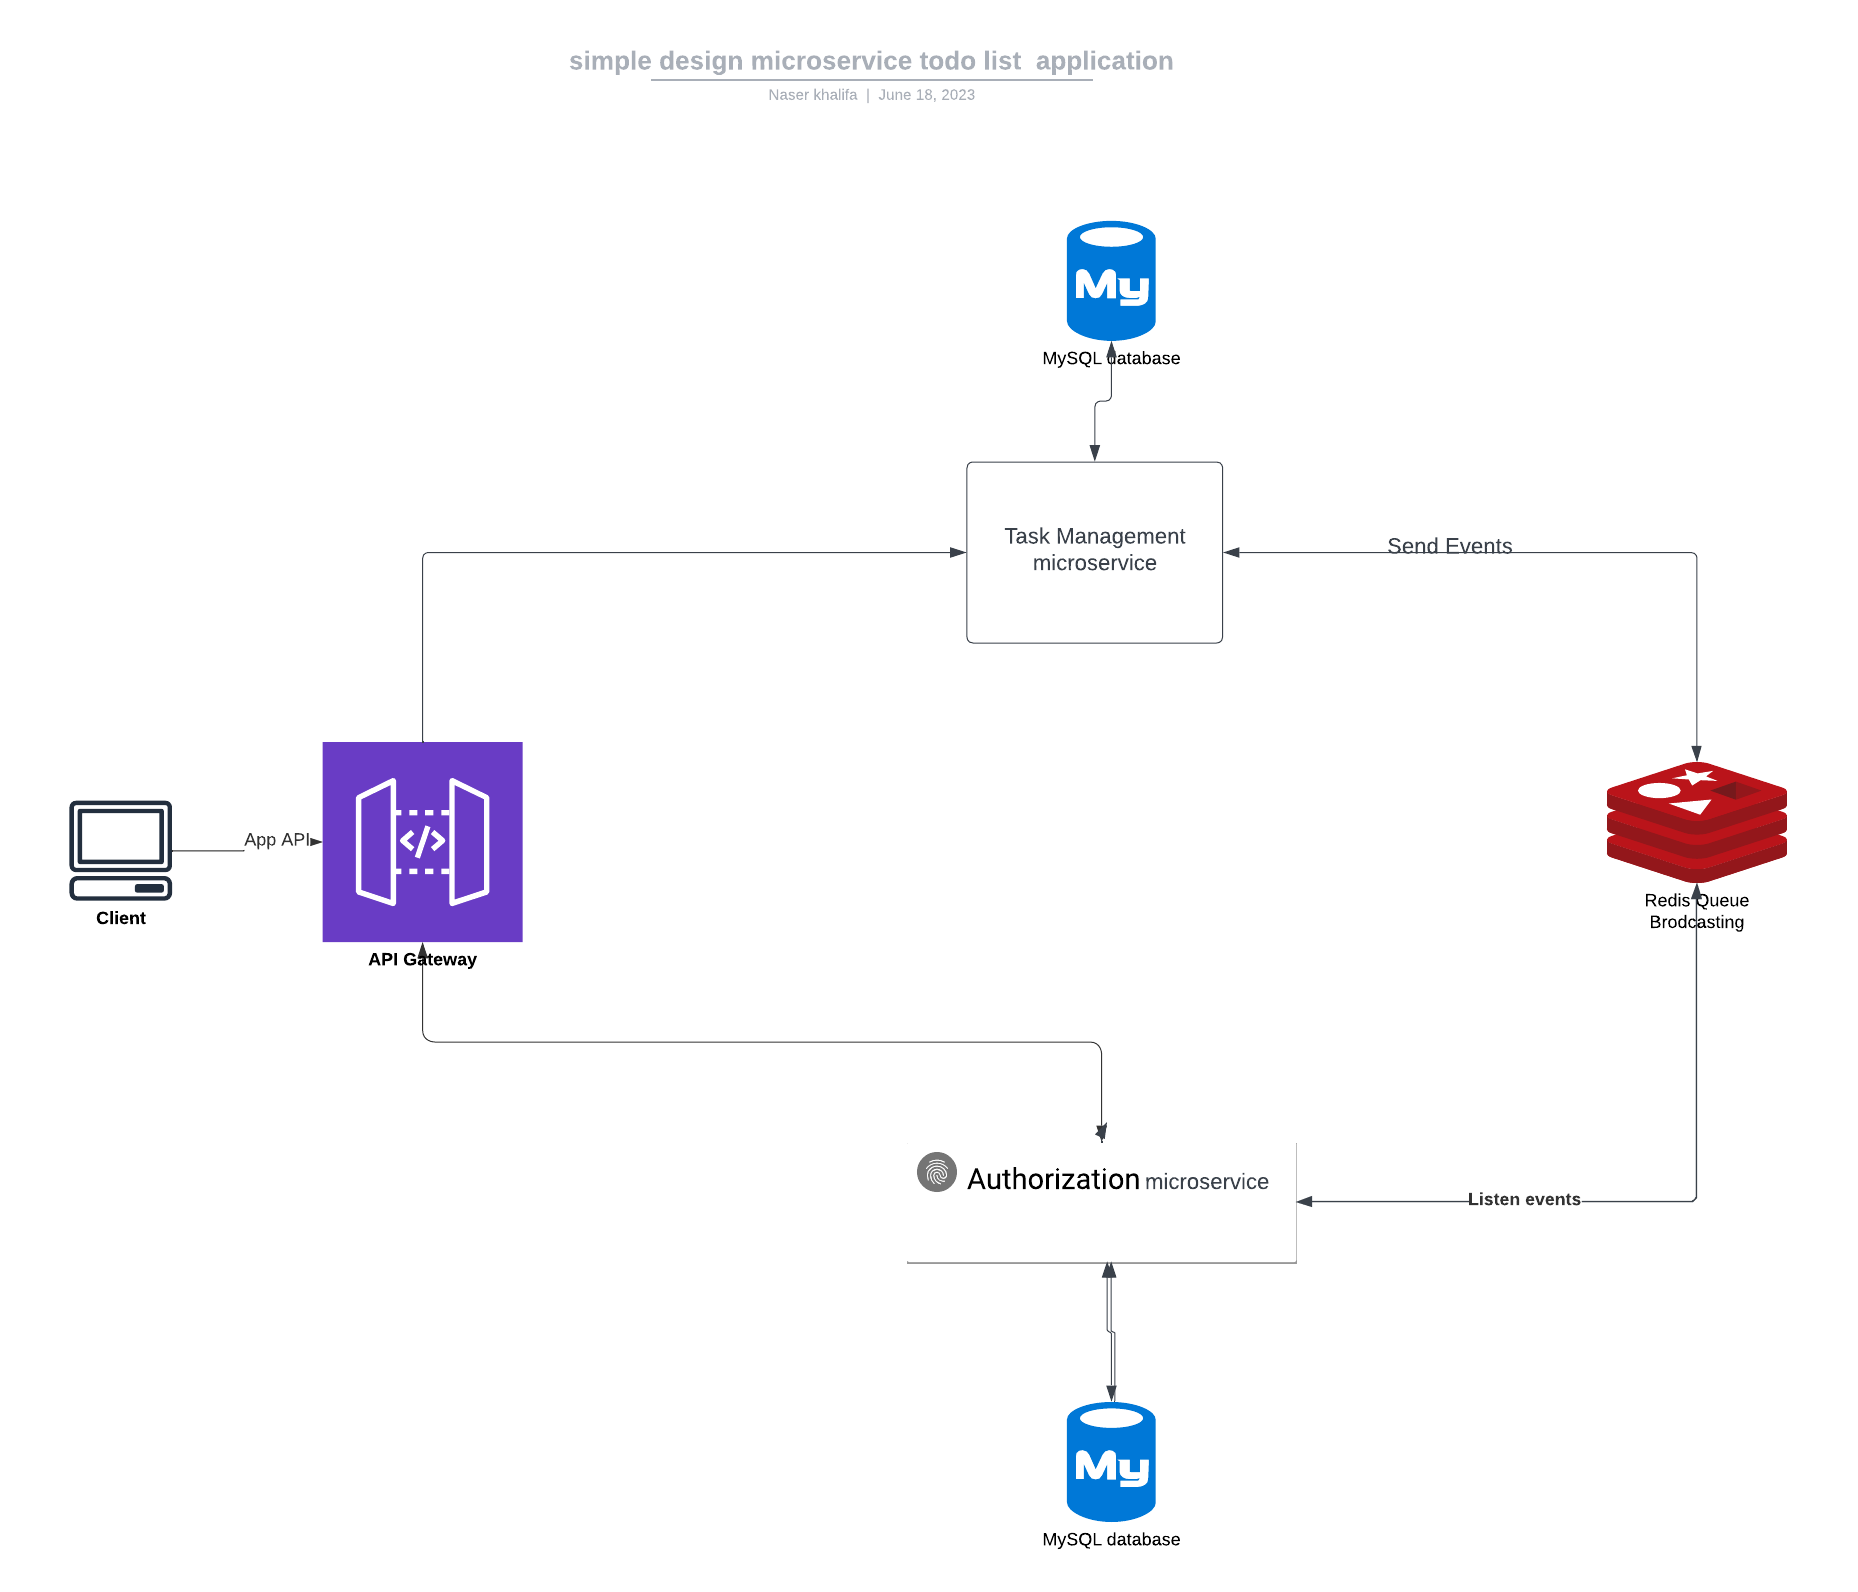 simple design microservice todo list  application
Naser khalifa  |  June 18, 2023
My
MySQL database
Task Management
microservice
Send Events
App API
Client
</>
API Gateway
Redis Queue
Brodcasting
Authorization microservice
Listen events
My
MySQL database